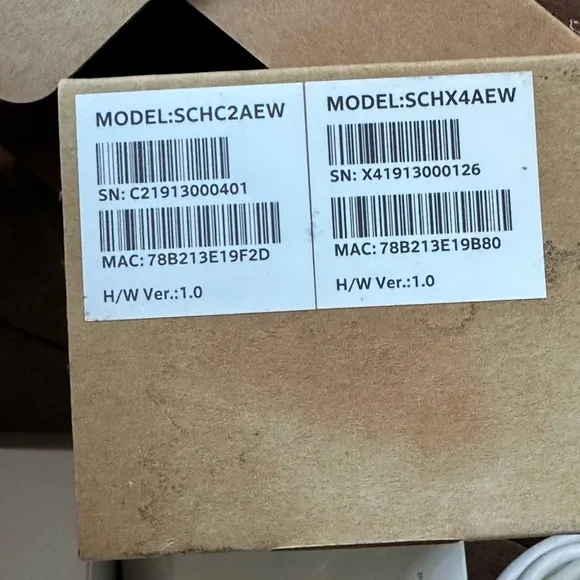 MODEL:SCHC2AEW
SN: C21913000401
MAC: 78B213E19F2D
H/W Ver.:1.0
MODEL:SCHX4AEW
SN: X41913000126
MAC: 78B213E19B80
H/W Ver.:1.0